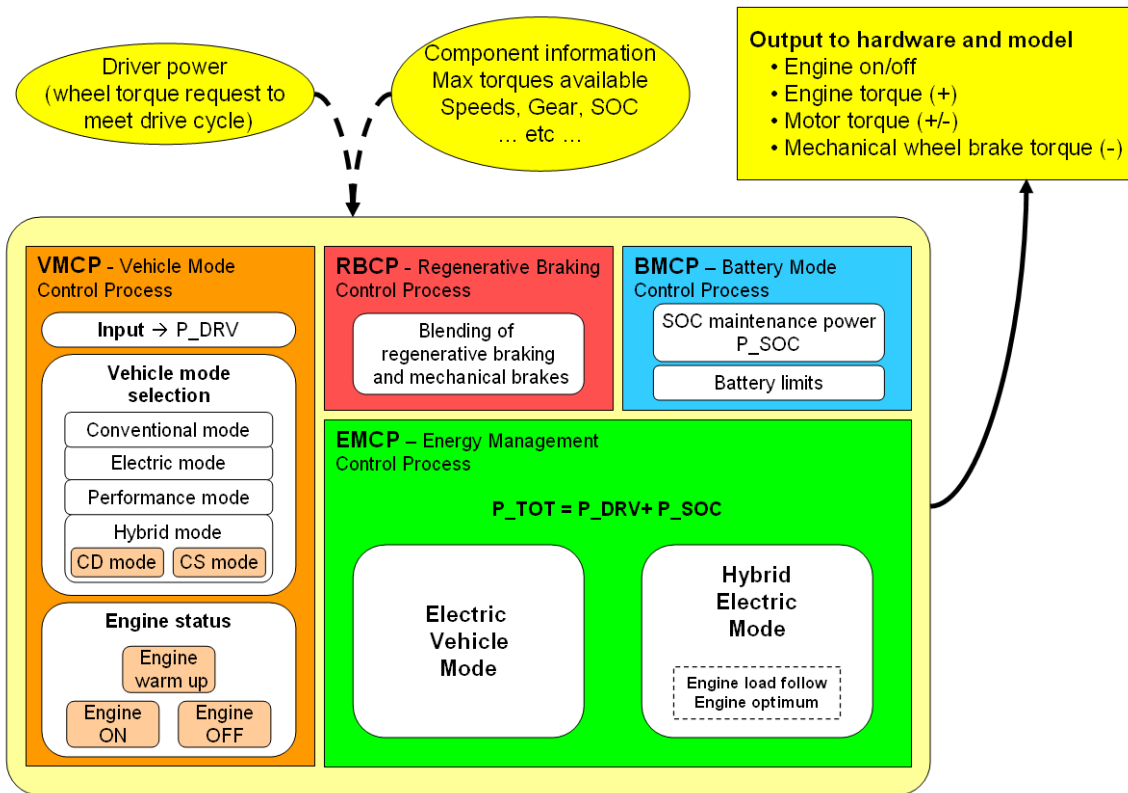 Driver power
(wheel torque request to
meet drive cycle)
Component information
Max torques available
Speeds, Gear, SOC
... etc ...
Output to hardware and model
• Engine on/off
• Engine torque (+)
• Motor torque (+/-)
• Mechanical wheel brake torque (-)
VMCP - Vehicle Mode
Control Process
Input → P_DRV
Vehicle mode
selection
Conventional mode
Electric mode
Performance mode
Hybrid mode
CD mode
CS mode
Engine status
Engine
warm up
Engine
ON
Engine
OFF
RBCP - Regenerative Braking
Control Process
Blending of
regenerative braking
and mechanical brakes
BMCP – Battery Mode
Control Process
SOC maintenance power
P_SOC
Battery limits
EMCP – Energy Management
Control Process
P_TOT = P_DRV+ P_SOC
Electric
Vehicle
Mode
Hybrid
Electric
Mode
Engine load follow
Engine optimum